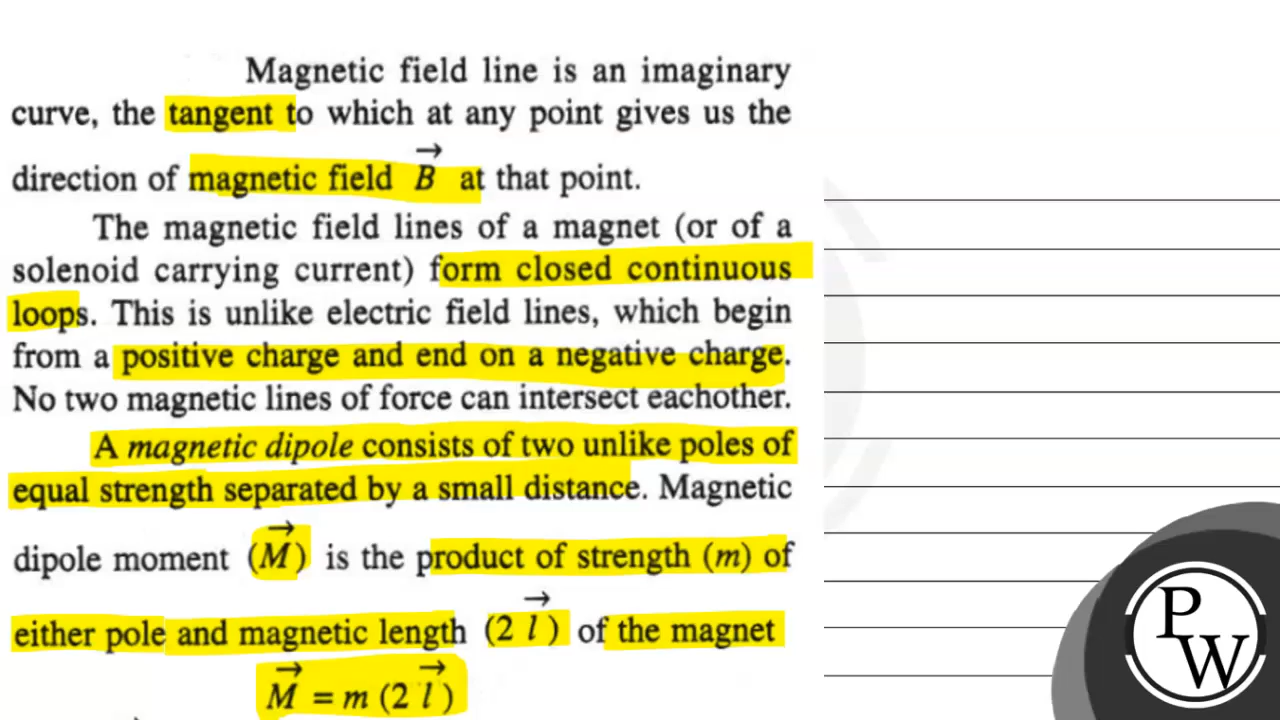 Magnetic field line is an imaginary
curve, the tangent to which at any point gives us the
direction of magnetic field \vec{B} at that point.
The magnetic field lines of a magnet (or of a
solenoid carrying current) form closed continuous
loops. This is unlike electric field lines, which begin
from a positive charge and end on a negative charge.
No two magnetic lines of force can intersect eachother.
A magnetic dipole consists of two unlike poles of
equal strength separated by a small distance. Magnetic
dipole moment (\vec{M}) is the product of strength (m) of
either pole and magnetic length (2 \vec{l}) of the magnet
\vec{M} = m (2 \vec{l})
P
W